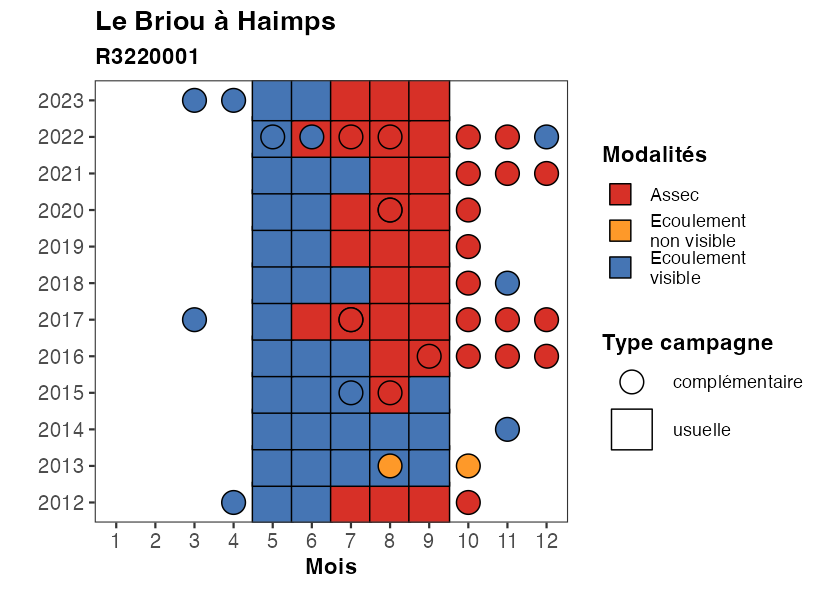 Le Briou à Haimps
R3220001
2023
2022
2021
2020
2019
2018
2017
2016
2015
2014
2013
2012
1 2 3 4 5 6 7 8 9 10 11 12
Mois
Modalités
Assec
Ecoulement
non visible
Ecoulement
visible
Type campagne
complémentaire
usuelle